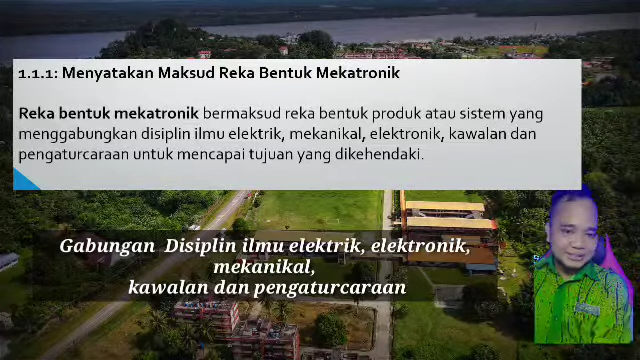 1.1.1: Menyatakan Maksud Reka Bentuk Mekatronik
Reka bentuk mekatronik bermaksud reka bentuk produk atau sistem yang
menggabungkan disiplin ilmu elektrik, mekanikal, elektronik, kawalan dan
pengaturcaraan untuk mencapai tujuan yang dikehendaki.
Gabungan Disiplin ilmu elektrik, elektronik,
mekanikal,
kawalan dan pengaturcaraan